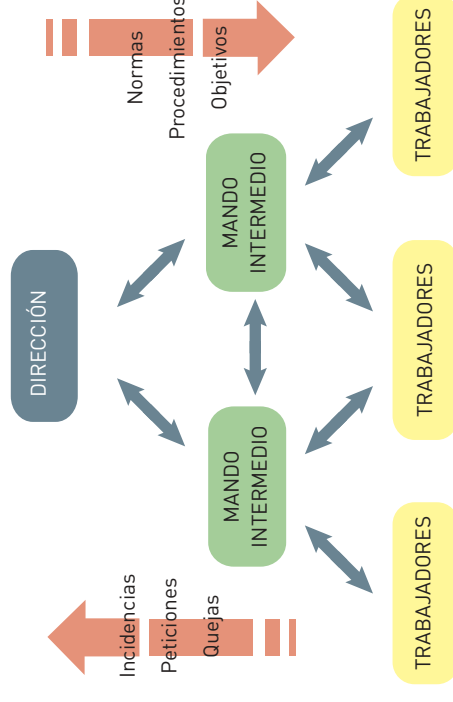 DIRECCIÓN
Incidencias
Peticiones
Quejas
Normas
Procedimientos
Objetivos
MANDO
INTERMEDIO
MANDO
INTERMEDIO
TRABAJADORES
TRABAJADORES
TRABAJADORES